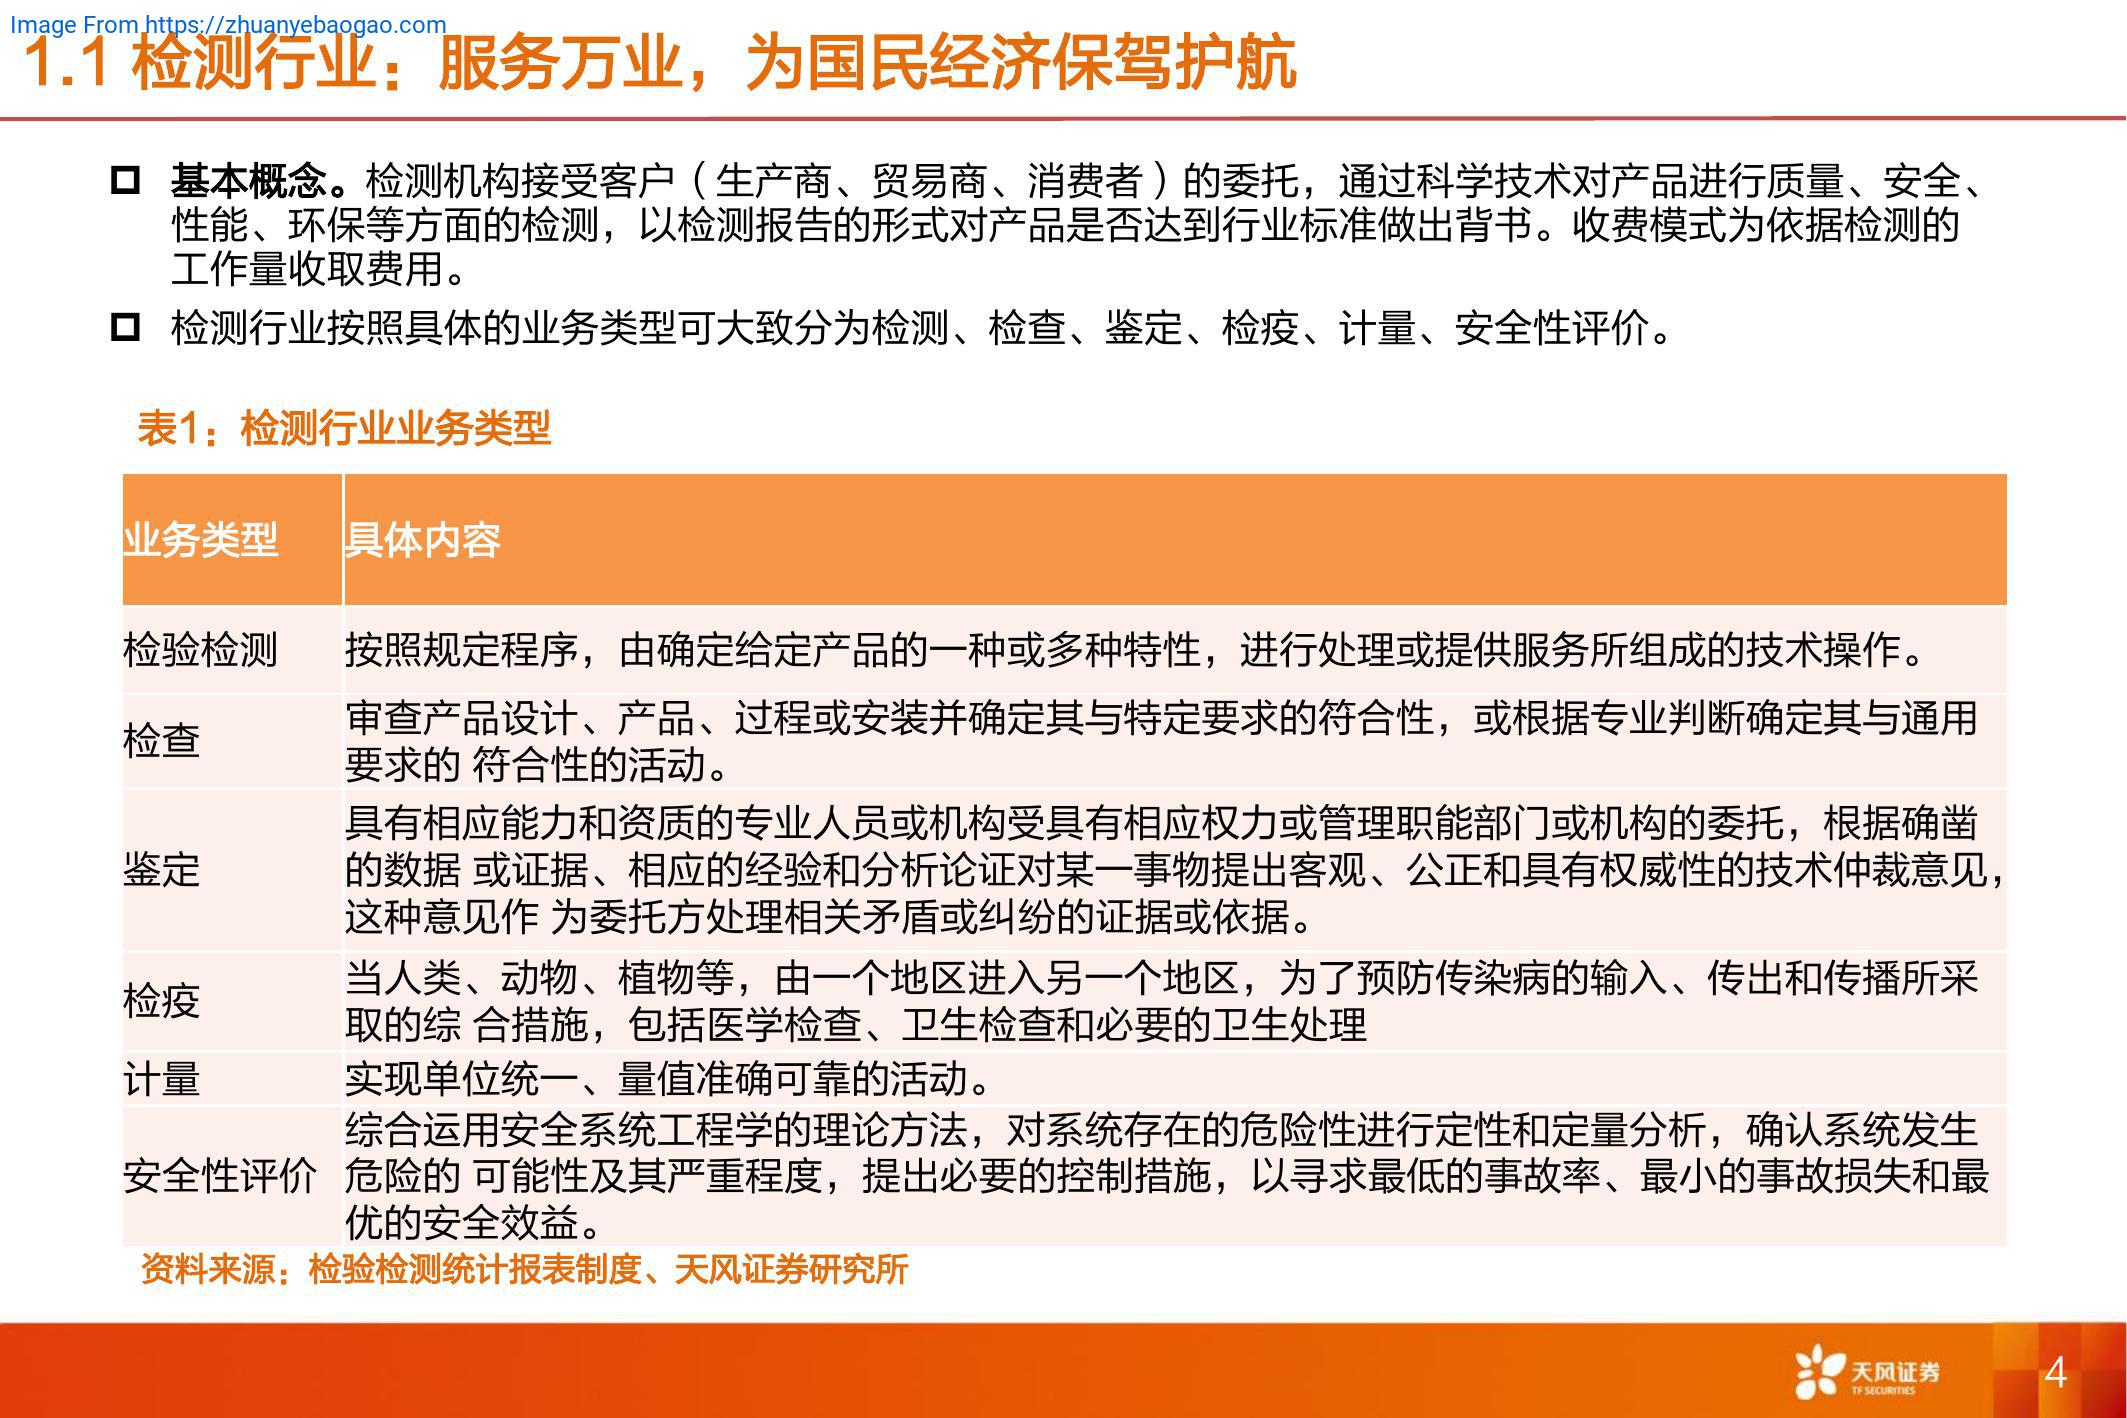 Image From https://zhuanyebaogao.com
1.1 检测行业：服务万业，为国民经济保驾护航
基本概念。检测机构接受客户（生产商、贸易商、消费者）的委托，通过科学技术对产品进行质量、安全、
性能、环保等方面的检测，以检测报告的形式对产品是否达到行业标准做出背书。收费模式为依据检测的
工作量收取费用。
检测行业按照具体的业务类型可大致分为检测、检查、鉴定、检疫、计量、安全性评价。
表1：检测行业业务类型
业务类型 具体内容
检验检测 按照规定程序，由确定给定产品的一种或多种特性，进行处理或提供服务所组成的技术操作。
检查
审查产品设计、产品、过程或安装并确定其与特定要求的符合性，或根据专业判断确定其与通用
要求的 符合性的活动。
鉴定
具有相应能力和资质的专业人员或机构受具有相应权力或管理职能部门或机构的委托，根据确凿
的数据 或证据、相应的经验和分析论证对某一事物提出客观、公正和具有权威性的技术仲裁意见，
这种意见作 为委托方处理相关矛盾或纠纷的证据或依据。
检疫
当人类、动物、植物等，由一个地区进入另一个地区，为了预防传染病的输入、传出和传播所采
取的综 合措施，包括医学检查、卫生检查和必要的卫生处理
计量 实现单位统一、量值准确可靠的活动。
安全性评价
综合运用安全系统工程学的理论方法，对系统存在的危险性进行定性和定量分析，确认系统发生
危险的 可能性及其严重程度，提出必要的控制措施，以寻求最低的事故率、最小的事故损失和最
优的安全效益。
资料来源：检验检测统计报表制度、天风证券研究所
天风证券
TF SECURITIES
4